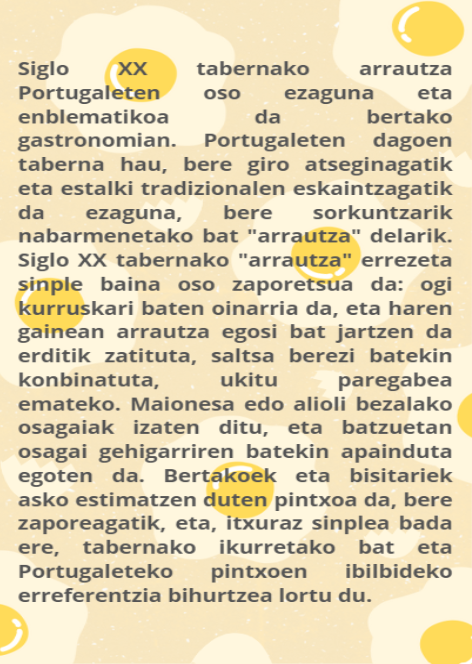 Siglo XX tabernako arrautza
Portugaleten oso ezaguna eta
enblematikoa da bertako
gastronomian. Portugaleten dagoen
taberna hau, bere giro atseginagatik
eta estalki tradizionalen eskaintzagatik
da ezaguna, bere sorkuntzarik
nabarmenetako bat "arrautza" delarik.
Siglo XX tabernako "arrautza" errezeta
sinple baina oso zaporetsua da: ogi
kurruskari baten oinarria da, eta haren
gainean arrautza egosi bat jartzen da
erditik zatituta, saltsa berezi batekin
konbinatuta, ukitu paregabea
emateko. Maionesa edo alioli bezalako
osagaiak izaten ditu, eta batzuetan
osagai gehigarriren batekin apainduta
egoten da. Bertakoek eta bisitariek
asko estimatzen duten pintxoa da, bere
zaporeagatik, eta, itxuraz sinplea bada
ere, tabernako ikurretako bat eta
Portugaleteko pintxoen ibilbideko
erreferentzia bihurtzea lortu du.